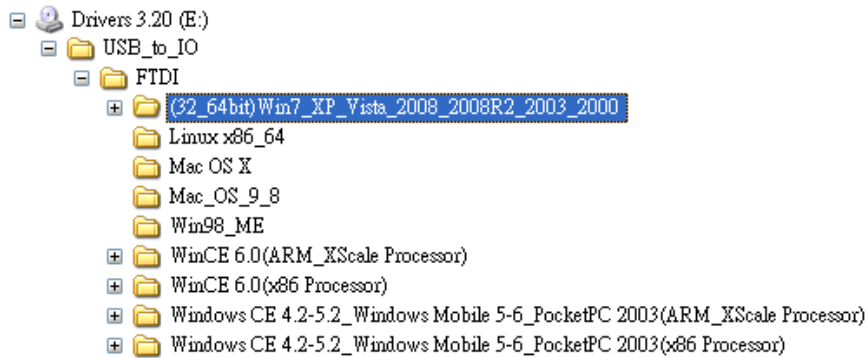 Drivers 3.20 (E:)
USB_to_IO
FTDI
(32_64bit)Win7_XP_Vista_2008_2008R2_2003_2000
Linux x86_64
Mac OS X
Mac_OS_9_8
Win98_ME
WinCE 6.0(ARM_XScale Processor)
WinCE 6.0(x86 Processor)
Windows CE 4.2-5.2_Windows Mobile 5-6_PocketPC 2003(ARM_XScale Processor)
Windows CE 4.2-5.2_Windows Mobile 5-6_PocketPC 2003(x86 Processor)